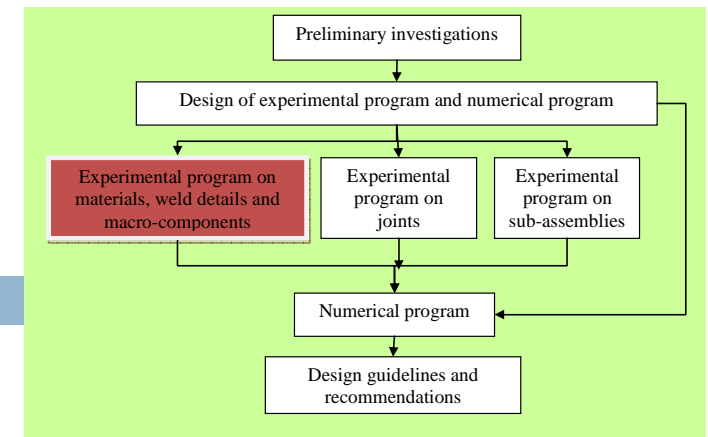 Preliminary investigations
Design of experimental program and numerical program
Experimental program on
materials, weld details and
macro-components
Experimental
program on
joints
Experimental
program on
sub-assemblies
Numerical program
Design guidelines and
recommendations